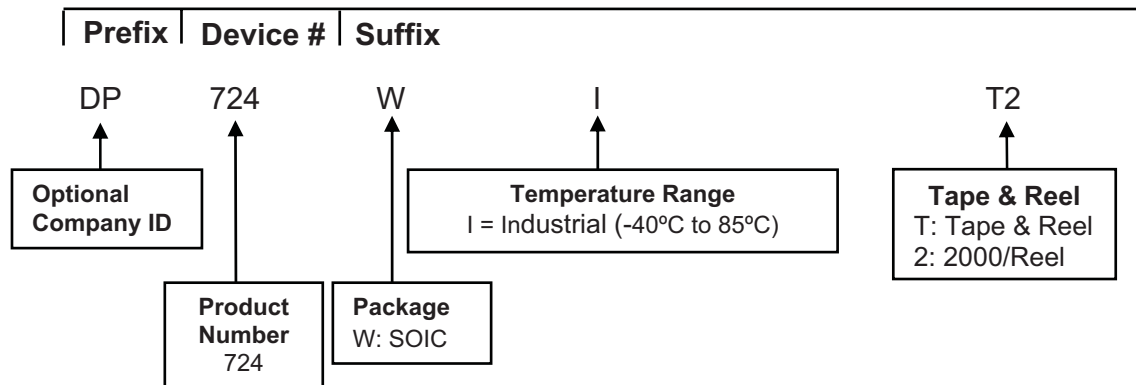 Prefix Device # Suffix
DP 724 W I T2
Optional
Company ID
Temperature Range
I = Industrial (-40ºC to 85ºC)
Tape & Reel
T: Tape & Reel
2: 2000/Reel
Product
Number
724
Package
W: SOIC